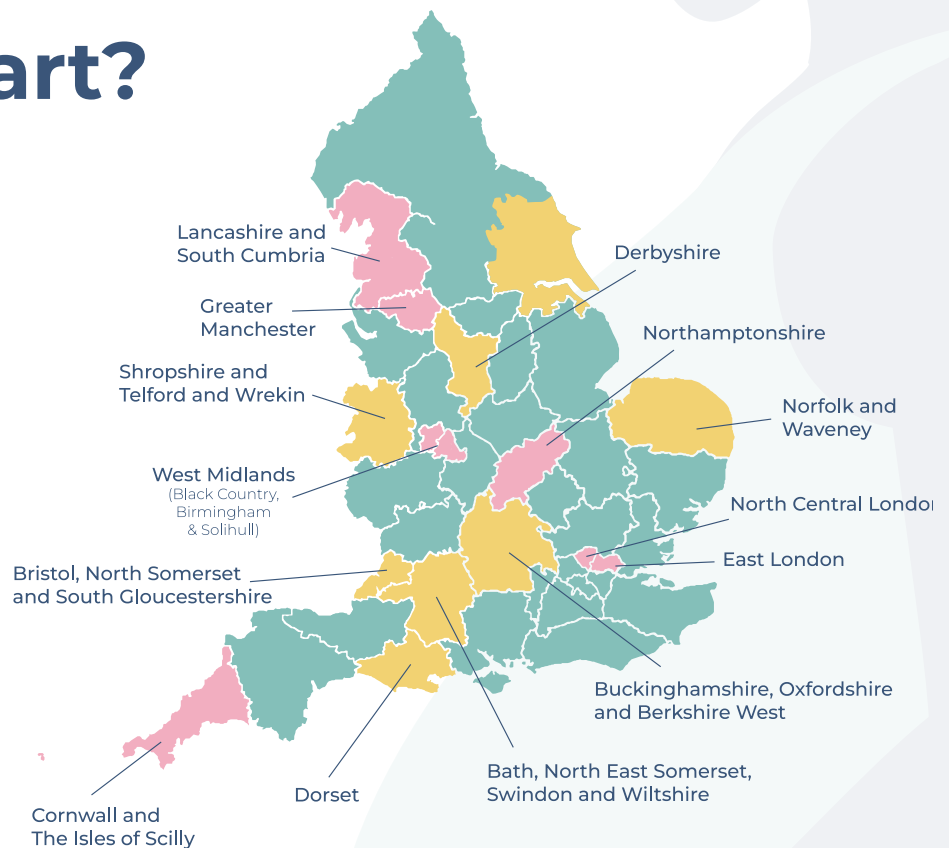 art?
Lancashire and
South Cumbria
Derbyshire
Greater
Manchester
Northamptonshire
Shropshire and
Telford and Wrekin
Norfolk and
Waveney
West Midlands
(Black Country,
Birmingham
& Solihull)
North Central Londo
East London
Bristol, North Somerset
and South Gloucestershire
Buckinghamshire, Oxfordshire
and Berkshire West
Bath, North East Somerset,
Swindon and Wiltshire
Dorset
Cornwall and
The Isles of Scilly